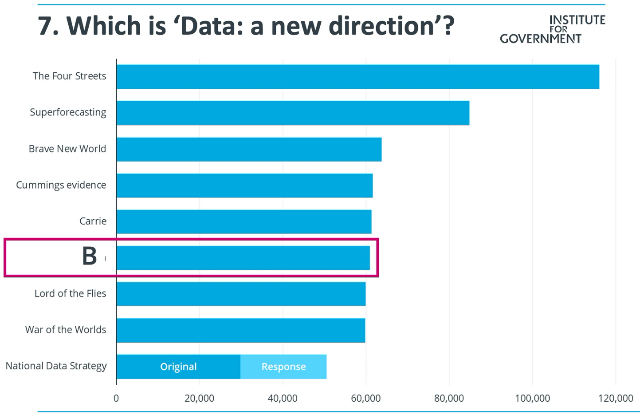 7. Which is ‘Data: a new direction’?
INSTITUTE
FOR
GOVERNMENT
The Four Streets
Superforecasting
Brave New World
Cummings evidence
Carrie
B
Lord of the Flies
War of the Worlds
National Data Strategy
Original
Response
0
20,000
40,000
60,000
80,000
100,000
120,000